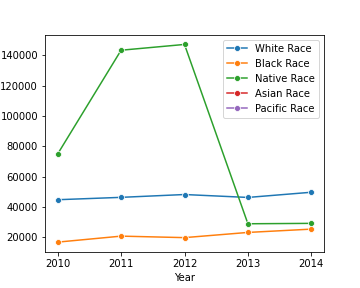 140000
120000
100000
80000
60000
40000
20000
White Race
Black Race
Native Race
Asian Race
Pacific Race
2010 2011 2012 2013 2014
Year